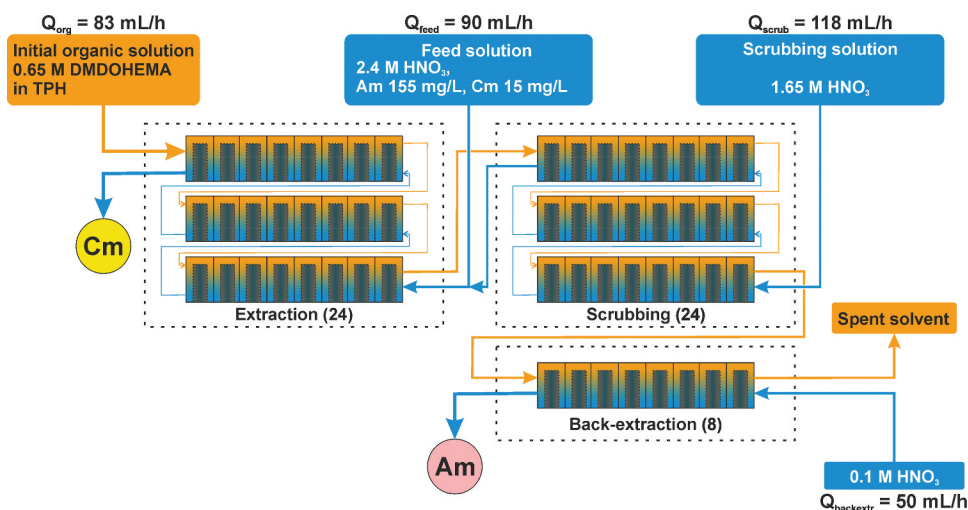 Q_org = 83 mL/h
Initial organic solution
0.65 M DMDOHEMA
in TPH
Q_feed = 90 mL/h
Feed solution
2.4 M HNO₃,
Am 155 mg/L, Cm 15 mg/L
Q_scrub = 118 mL/h
Scrubbing solution
1.65 M HNO₃
Cm
Extraction (24)
Scrubbing (24)
Spent solvent
Back-extraction (8)
Am
0.1 M HNO₃
Q_backextr = 50 mL/h